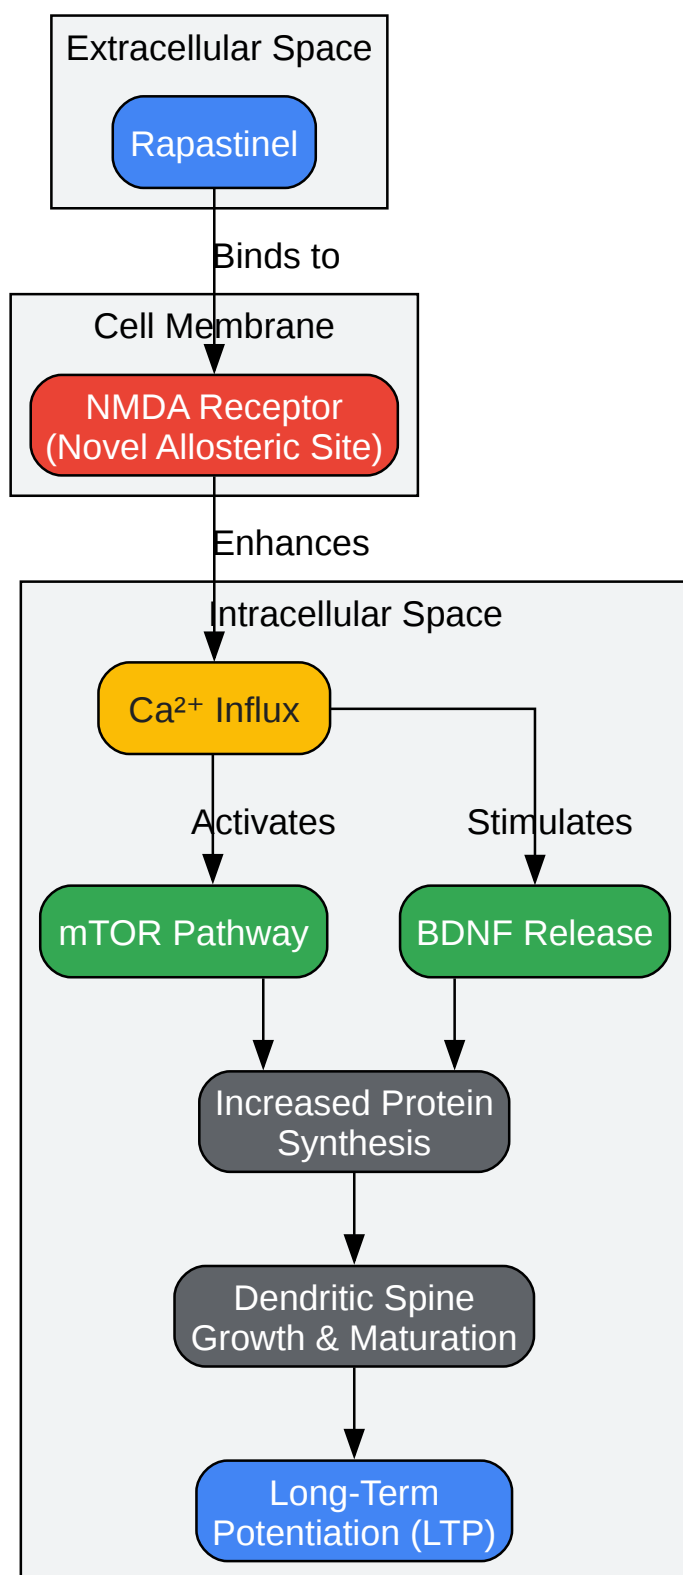 Extracellular Space
Rapastinel
Binds to
Cell Membrane
NMDA Receptor
(Novel Allosteric Site)
Enhances
Intracellular Space
Ca²⁺ Influx
Activates
Stimulates
mTOR Pathway
BDNF Release
Increased Protein
Synthesis
Dendritic Spine
Growth & Maturation
Long-Term
Potentiation (LTP)